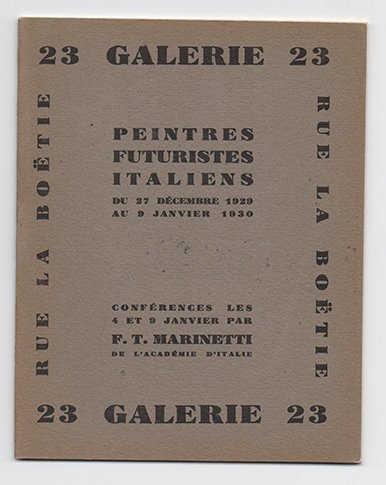 23 GALERIE 23
RUE LA BOËTIE
RUE LA BOËTIE
PEINTRES
FUTURISTES
ITALIENS
DU 27 DÉCEMBRE 1929
AU 9 JANVIER 1930
CONFÉRENCES LES
4 ET 9 JANVIER PAR
F. T. MARINETTI
DE L'ACADÉMIE D'ITALIE
23 GALERIE 23